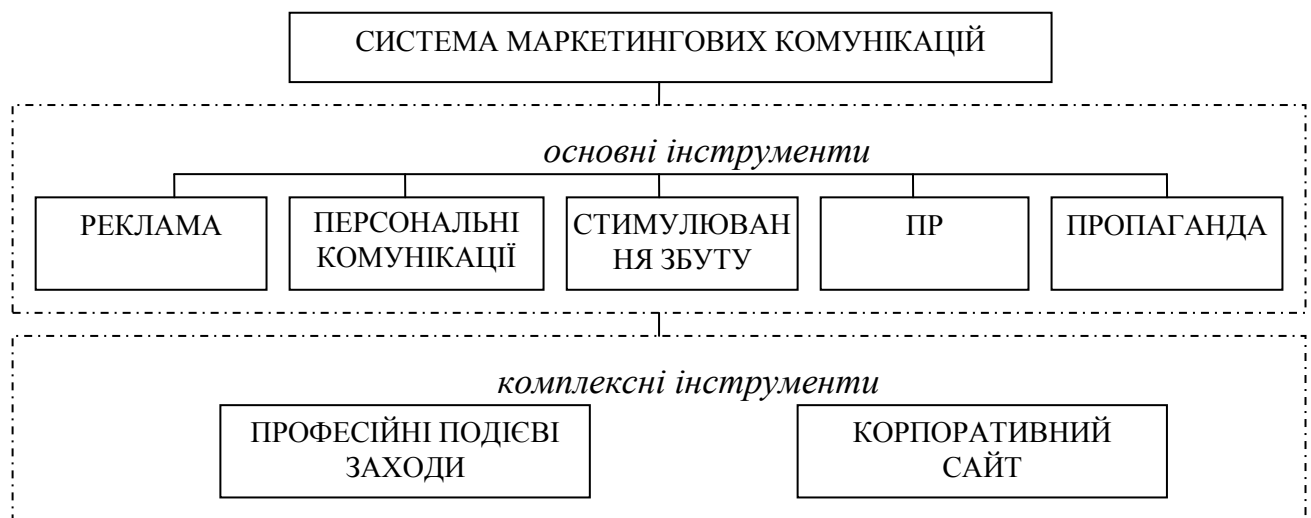 СИСТЕМА МАРКЕТИНГОВИХ КОМУНІКАЦІЙ
основні інструменти
РЕКЛАМА
ПЕРСОНАЛЬНІ
КОМУНІКАЦІЇ
СТИМУЛЮВАН
НЯ ЗБУТУ
ПР
ПРОПАГАНДА
комплексні інструменти
ПРОФЕСІЙНІ ПОДІЄВІ
ЗАХОДИ
КОРПОРАТИВНИЙ
САЙТ